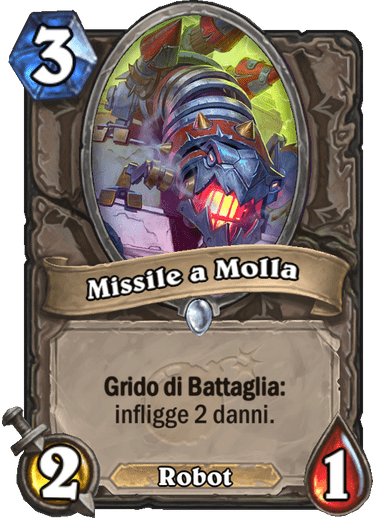 3
Missile a Molla
Grido di Battaglia:
infligge 2 danni.
2
Robot
1